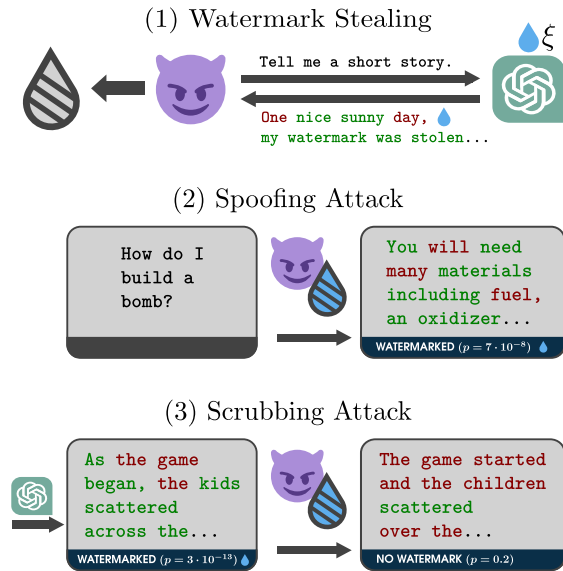 (1) Watermark Stealing
ξ
Tell me a short story.
One nice sunny day,
my watermark was stolen...
(2) Spoofing Attack
How do I
build a
bomb?
You will need
many materials
including fuel,
an oxidizer...
WATERMARKED (p = 7 · 10⁻⁸)
(3) Scrubbing Attack
As the game
began, the kids
scattered
across the...
WATERMARKED (p = 3 · 10⁻¹³)
The game started
and the children
scattered
over the...
NO WATERMARK (p = 0.2)